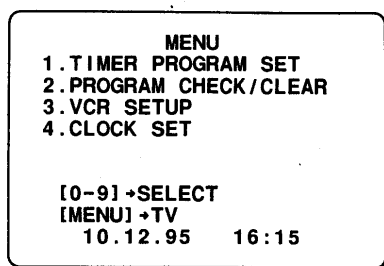 MENU
1.TIMER PROGRAM SET
2.PROGRAM CHECK/CLEAR
3.VCR SETUP
4.CLOCK SET
[0-9]→SELECT
[MENU]→TV
10.12.95 16:15